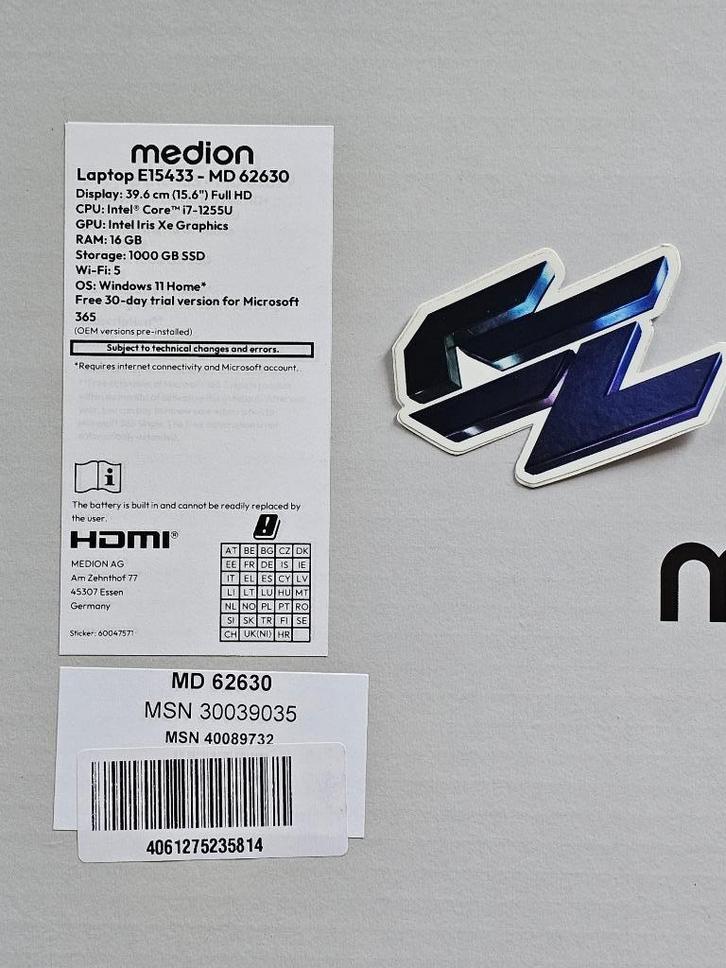 medion
Laptop E15433 - MD 62630
Display: 39.6 cm (15.6") Full HD
CPU: Intel® Core™ i7-1255U
GPU: Intel Iris Xe Graphics
RAM: 16 GB
Storage: 1000 GB SSD
Wi-Fi: 5
OS: Windows 11 Home*
Free 30-day trial version for Microsoft
365
(OEM versions pre-installed)
Subject to technical changes and errors.
*Requires internet connectivity and Microsoft account.
The battery is built in and cannot be readily replaced by
the user.
HDMI®
MEDION AG
Am Zehnthof 77
45307 Essen
Germany
Sticker: 60047571
AT BE BG CZ DK
EE FR DE IS IE
IT EL ES CY LV
LI LT LU HU MT
NL NO PL PT RO
SI SK TR FI SE
CH UK(NI) HR
MD 62630
MSN 30039035
MSN 40089732
4061275235814
m